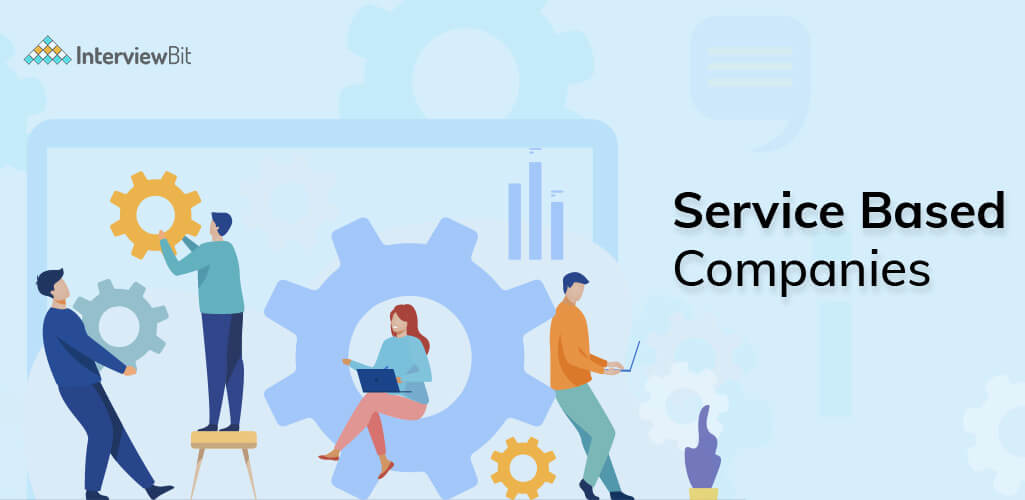 InterviewBit
Service Based
Companies